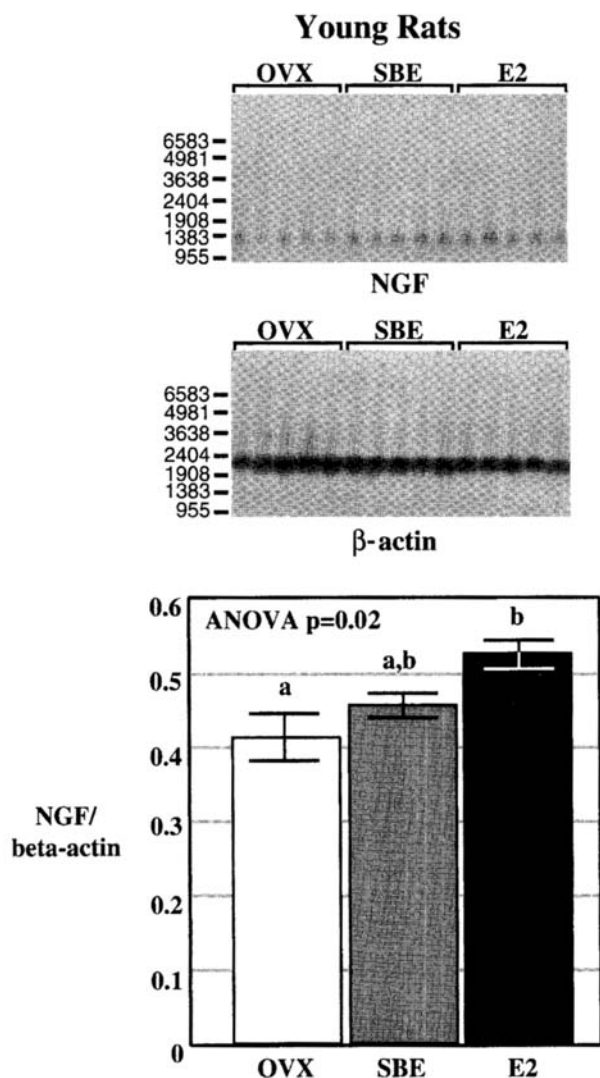 Young Rats
OVX SBE E2
6583
4981
3638
2404
1908
1383
955
NGF
OVX SBE E2
6583
4981
3638
2404
1908
1383
955
β-actin
0.6
ANOVA p=0.02
b
a,b
a
0.5
0.4
NGF/
beta-actin
0.3
0.2
0.1
0
OVX SBE E2